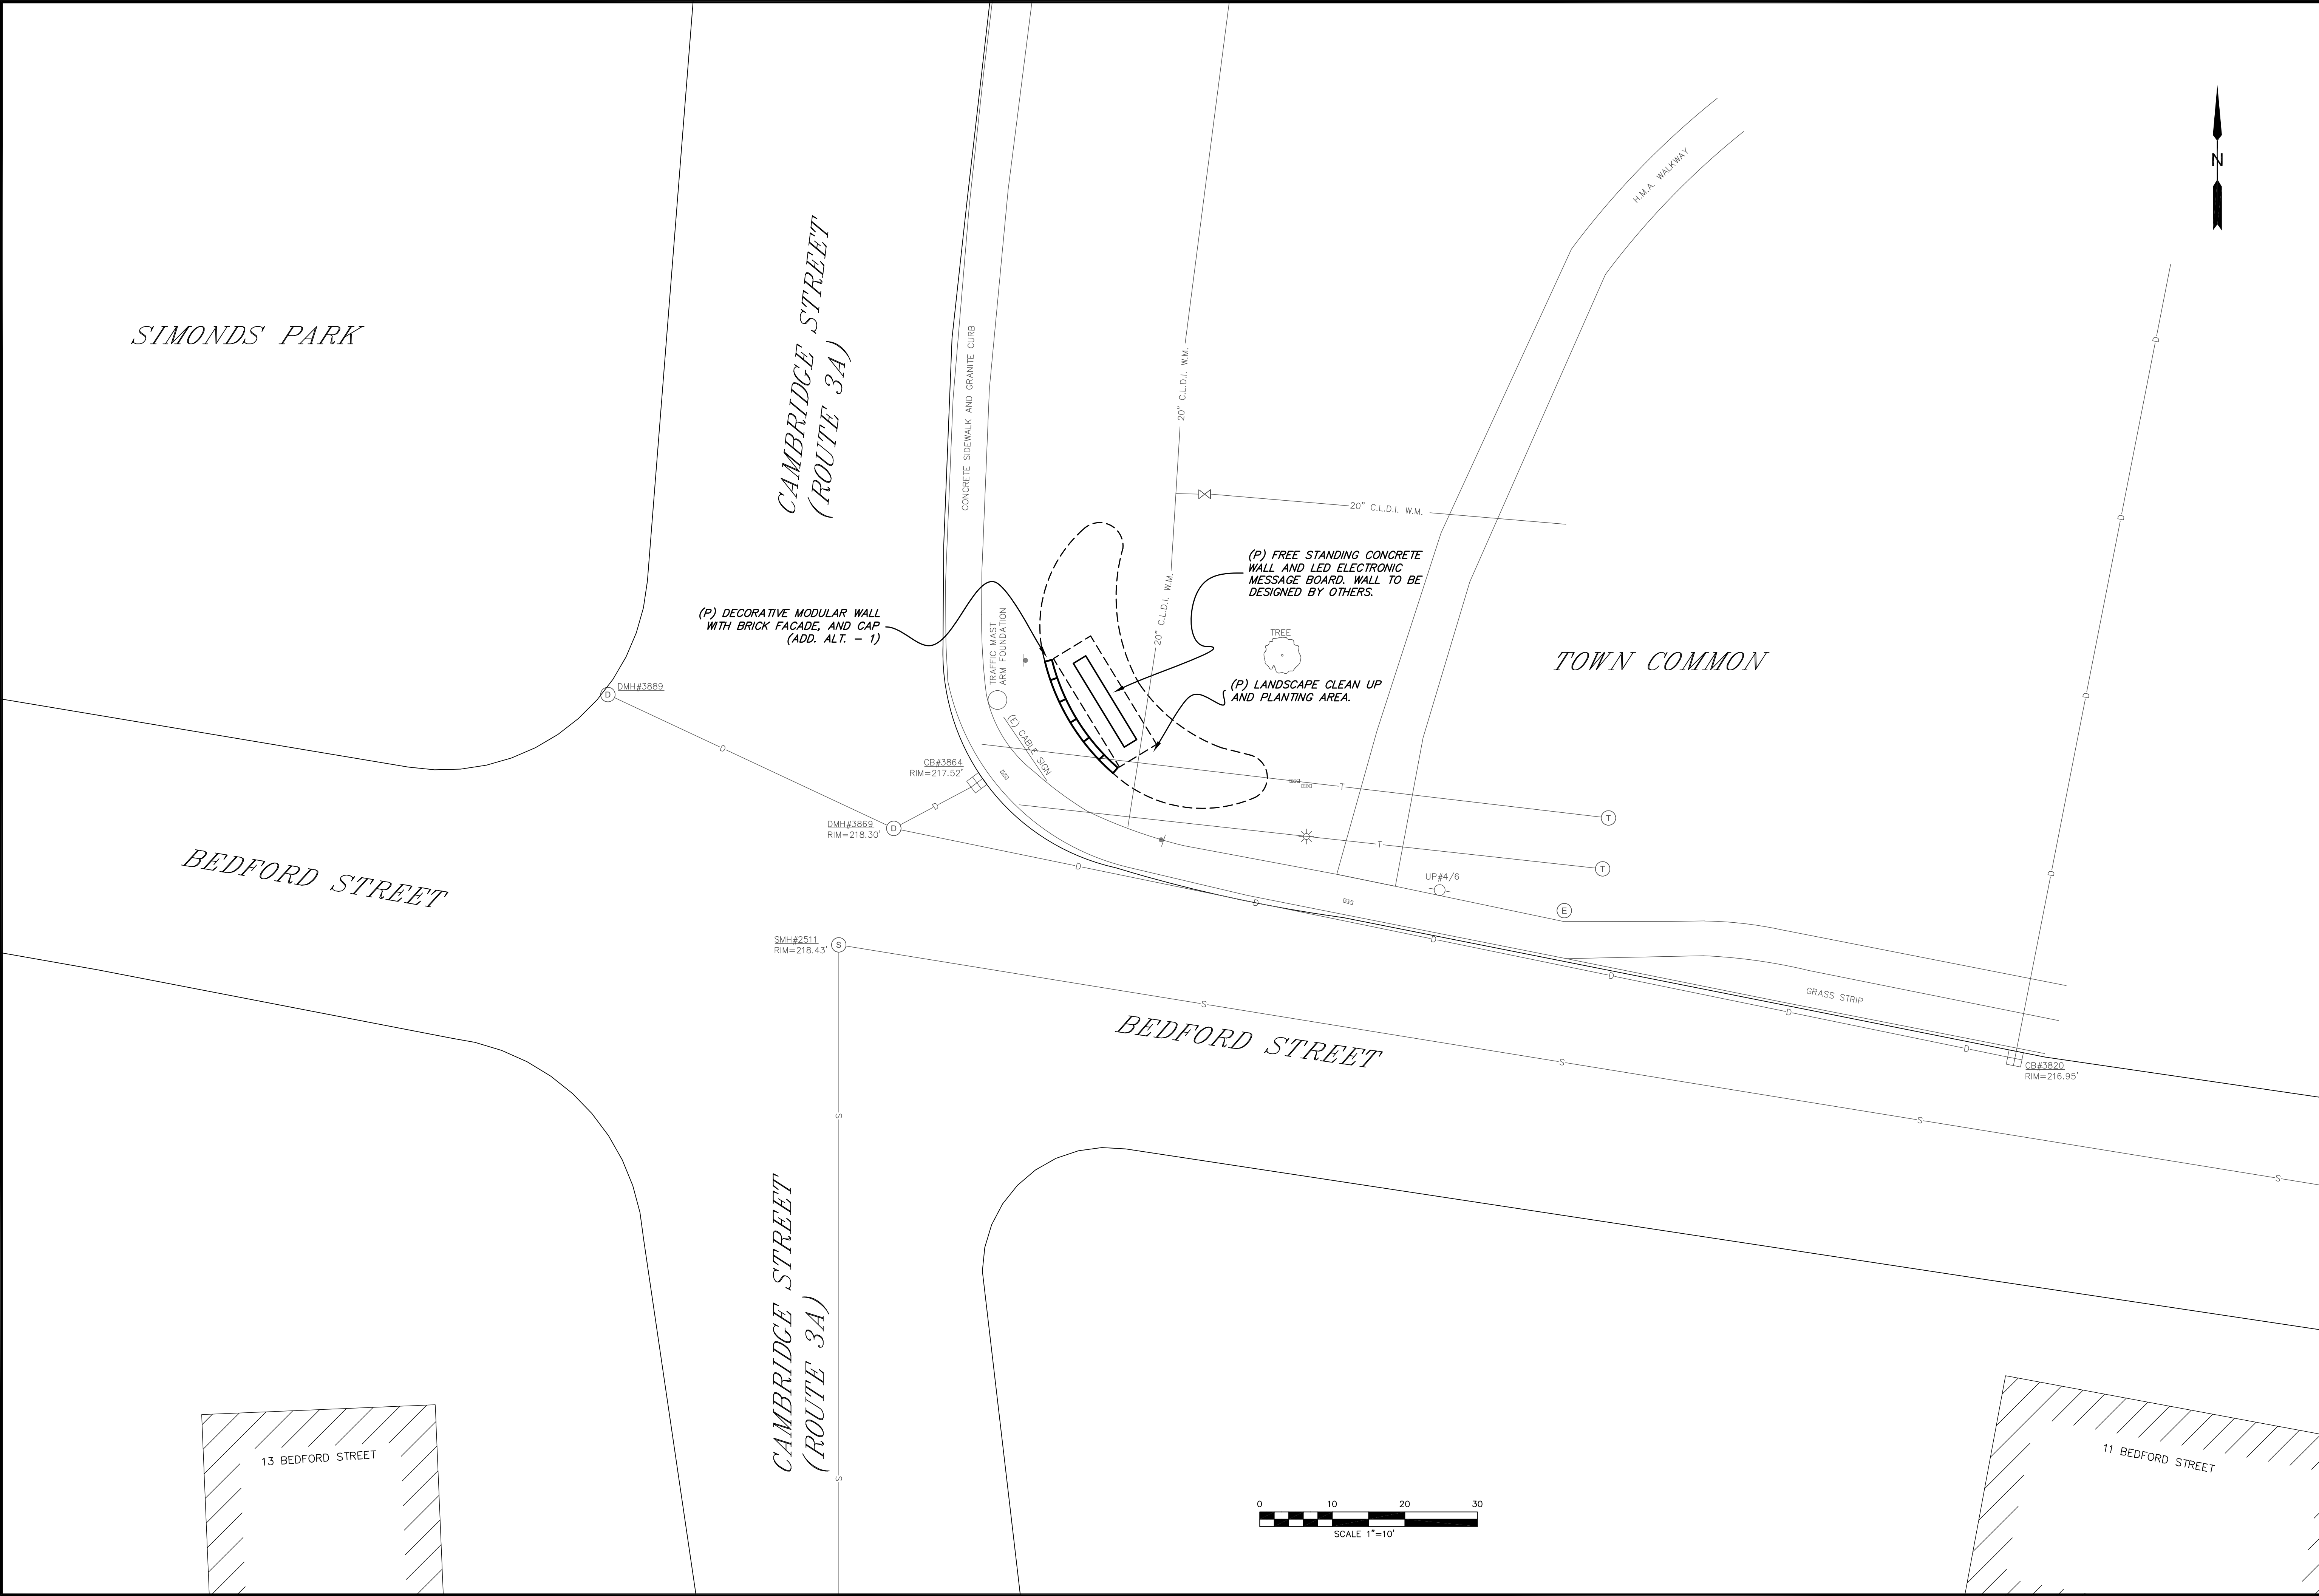 SIMONDS PARK
CAMBRIDGE STREET
(ROUTE 3A)
CONCRETE SIDEWALK AND GRANITE CURB
20" C.L.D.I. W.M.
H.M.A. WALKWAY
N
20" C.L.D.I. W.M.
20" C.L.D.I. W.M.
(P) FREE STANDING CONCRETE
WALL AND LED ELECTRONIC
MESSAGE BOARD. WALL TO BE
DESIGNED BY OTHERS.
(P) DECORATIVE MODULAR WALL
WITH BRICK FACADE, AND CAP
(ADD. ALT. - 1)
TRAFFIC MAST
ARM FOUNDATION
TREE
TOWN COMMON
(P) LANDSCAPE CLEAN UP
AND PLANTING AREA.
(E) CABLE SIGN
D
DMH#3889
D
CB#3864
RIM=217.52'
D
DMH#3869
RIM=218.30'
D
D
D
D
D
D
D
T
T
T
T
UP#4/6
E
D
D
D
D
BEDFORD STREET
SMH#2511
RIM=218.43'
S
S
S
S
S
BEDFORD STREET
GRASS STRIP
CB#3820
RIM=216.95'
S
S
CAMBRIDGE STREET
(ROUTE 3A)
13 BEDFORD STREET
11 BEDFORD STREET
0 10 20 30
SCALE 1"=10'